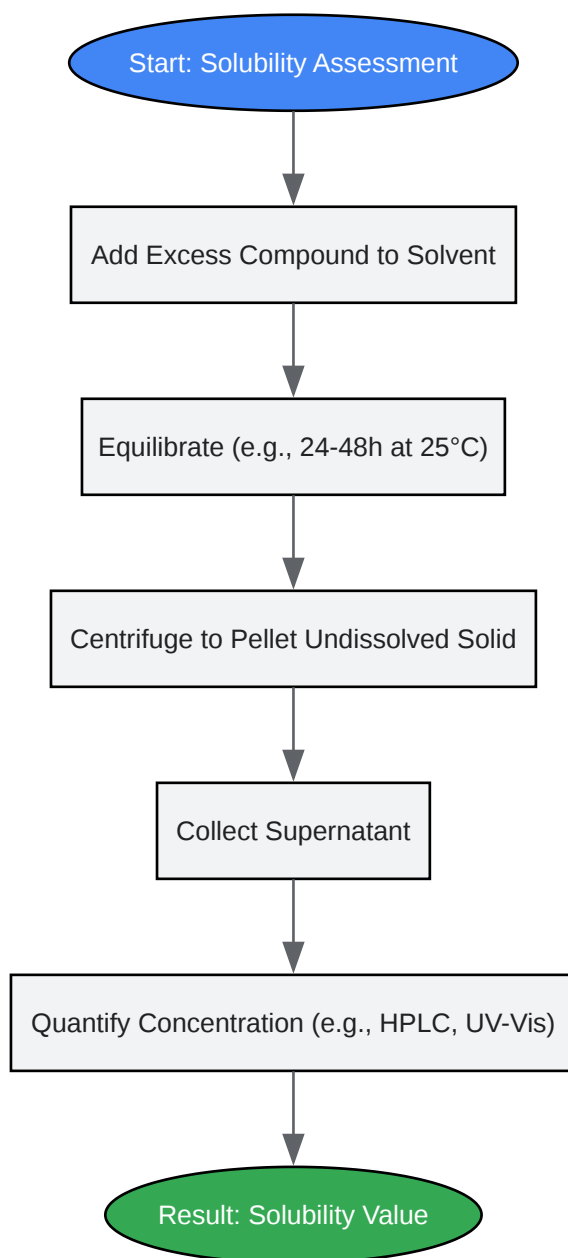 Start: Solubility Assessment
Add Excess Compound to Solvent
Equilibrate (e.g., 24-48h at 25°C)
Centrifuge to Pellet Undissolved Solid
Collect Supernatant
Quantify Concentration (e.g., HPLC, UV-Vis)
Result: Solubility Value